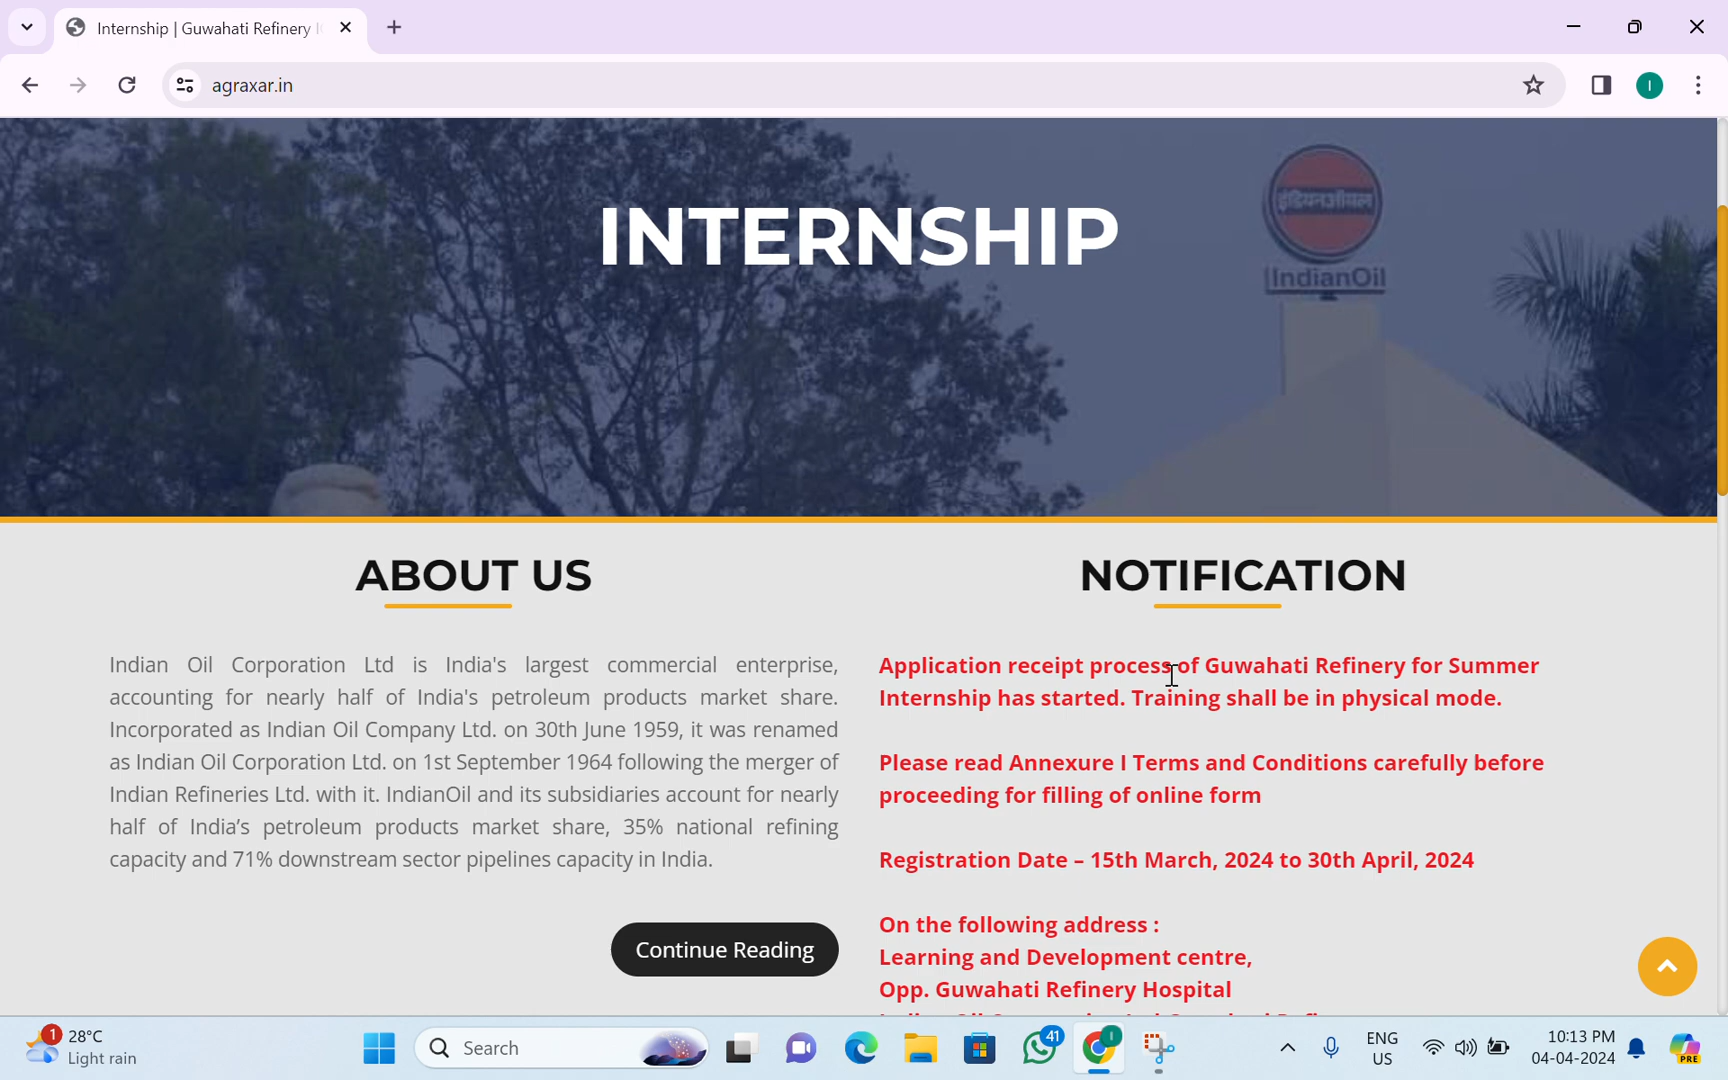 Internship | Guwahati Refinery I
agraxar.in
I
INTERNSHIP
इंडियनऑयल
IndianOil
ABOUT US
Indian Oil Corporation Ltd is India's largest commercial enterprise,
accounting for nearly half of India's petroleum products market share.
Incorporated as Indian Oil Company Ltd. on 30th June 1959, it was renamed
as Indian Oil Corporation Ltd. on 1st September 1964 following the merger of
Indian Refineries Ltd. with it. IndianOil and its subsidiaries account for nearly
half of India’s petroleum products market share, 35% national refining
capacity and 71% downstream sector pipelines capacity in India.
Continue Reading
NOTIFICATION
Application receipt process of Guwahati Refinery for Summer
Internship has started. Training shall be in physical mode.
Please read Annexure I Terms and Conditions carefully before
proceeding for filling of online form
Registration Date – 15th March, 2024 to 30th April, 2024
On the following address :
Learning and Development centre,
Opp. Guwahati Refinery Hospital
1
28°C
Light rain
Search
41
I
ENG
US
10:13 PM
04-04-2024
PRE